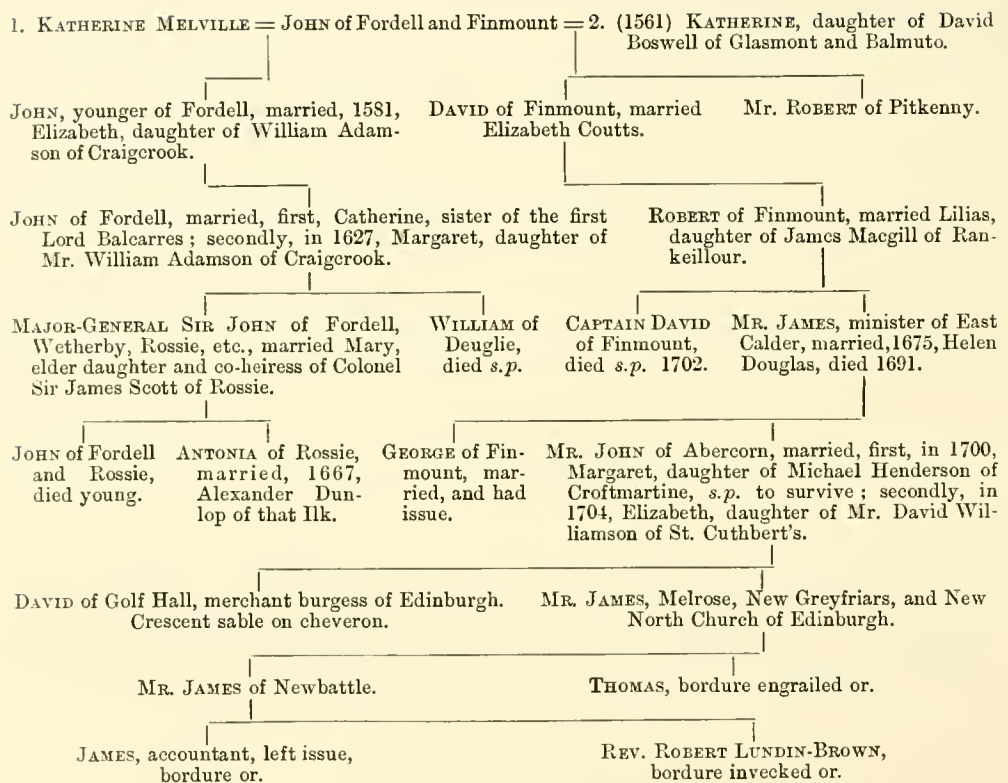 1. KATHERINE MELVILLE = JOHN of Fordell and Finmount = 2. (1561) KATHERINE, daughter of David
Boswell of Glasmont and Balmuto.
JOHN, younger of Fordell, married, 1581,
Elizabeth, daughter of William Adam-
son of Craigcrook.
DAVID of Finmount, married
Elizabeth Coutts.
Mr. ROBERT of Pitkenny.
JOHN of Fordell, married, first, Catherine, sister of the first
Lord Balcarres ; secondly, in 1627, Margaret, daughter of
Mr. William Adamson of Craigcrook.
ROBERT of Finmount, married Lilias,
daughter of James Macgill of Ran-
keillour.
MAJOR-GENERAL SIR JOHN of Fordell,
Wetherby, Rossie, etc., married Mary,
elder daughter and co-heiress of Colonel
Sir James Scott of Rossie.
WILLIAM of
Deuglie,
died s.p.
CAPTAIN DAVID
of Finmount,
died s.p. 1702.
MR. JAMES, minister of East
Calder, married, 1675, Helen
Douglas, died 1691.
JOHN of Fordell
and Rossie,
died young.
ANTONIA of Rossie,
married, 1667,
Alexander Dun-
lop of that Ilk.
GEORGE of Fin-
mount, mar-
ried, and had
issue.
MR. JOHN of Abercorn, married, first, in 1700,
Margaret, daughter of Michael Henderson of
Croftmartine, s.p. to survive ; secondly, in
1704, Elizabeth, daughter of Mr. David Wil-
liamson of St. Cuthbert's.
DAVID of Golf Hall, merchant burgess of Edinburgh.
Crescent sable on cheveron.
MR. JAMES, Melrose, New Greyfriars, and New
North Church of Edinburgh.
MR. JAMES of Newbattle.
THOMAS, bordure engrailed or.
JAMES, accountant, left issue,
bordure or.
REV. ROBERT LUNDIN-BROWN,
bordure invecked or.